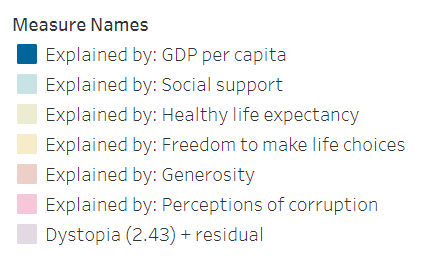 Measure Names
Explained by: GDP per capita
Explained by: Social support
Explained by: Healthy life expectancy
Explained by: Freedom to make life choices
Explained by: Generosity
Explained by: Perceptions of corruption
Dystopia (2.43) + residual